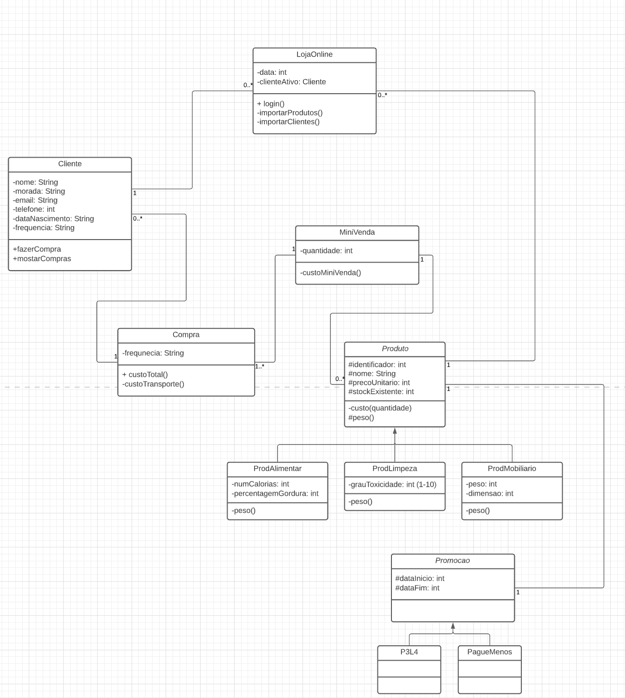 LojaOnline
-data: int
-clienteAtivo: Cliente
+ login()
-importarProdutos()
-importarClientes()
0..*
0..*
Cliente
-nome: String
-morada: String
-email: String
-telefone: int
-dataNascimento: String
-frequencia: String
+fazerCompra
+mostarCompras
1
0..*
MiniVenda
-quantidade: int
-custoMiniVenda()
1
1
Compra
-frequnecia: String
+ custoTotal()
-custoTransporte()
1
1..*
Produto
#identificador: int
#nome: String
#precoUnitario: int
#stockExistente: int
-custo(quantidade)
#peso()
0..*
1
1
ProdAlimentar
-numCalorias: int
-percentagemGordura: int
-peso()
ProdLimpeza
-grauToxicidade: int (1-10)
-peso()
ProdMobiliario
-peso: int
-dimensao: int
-peso()
Promocao
#dataInicio: int
#dataFim: int
1
P3L4
PagueMenos